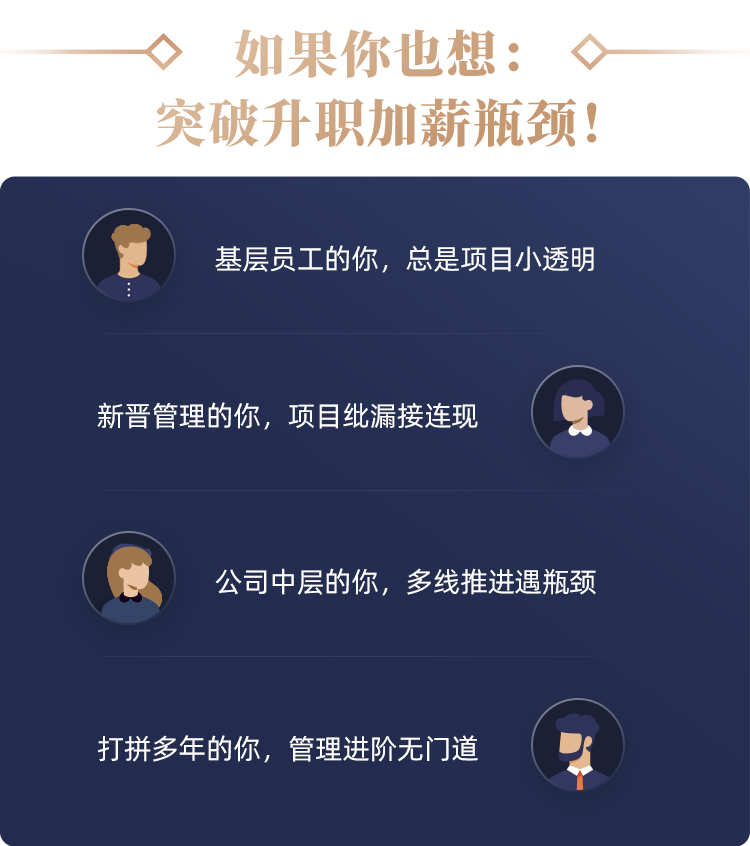 如果你也想：
突破升职加薪瓶颈！
基层员工的你，总是项目小透明
新晋管理的你，项目纰漏接连现
公司中层的你，多线推进遇瓶颈
打拼多年的你，管理进阶无门道